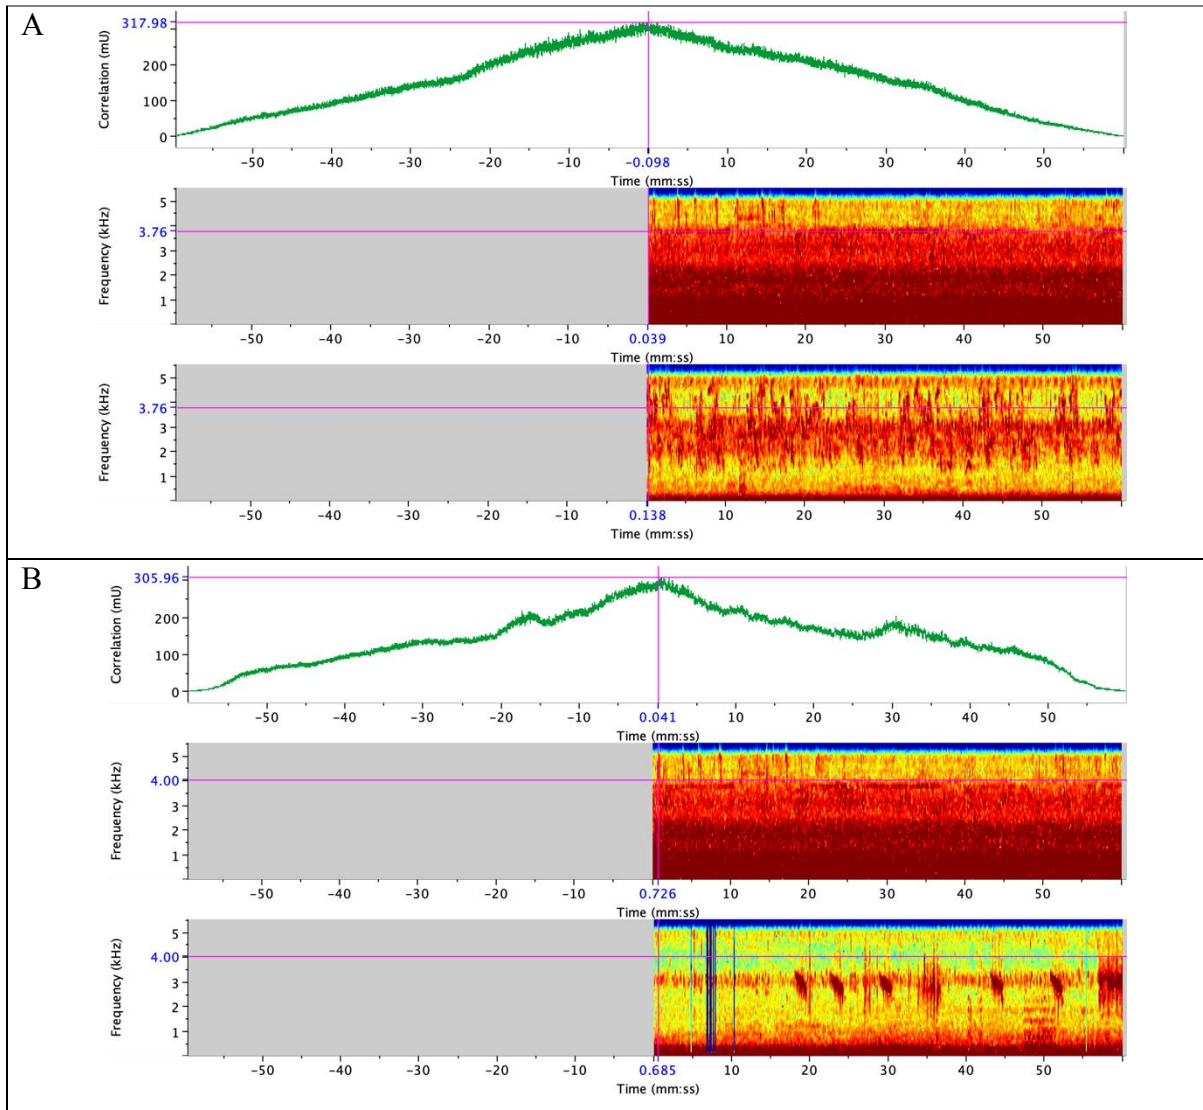 A
317.98
Correlation (mU)
200
100
0
-50 -40 -30 -20 -10 -0.098 10 20 30 40 50
Time (mm:ss)
Frequency (kHz)
5
3.76
3
2
1
-50 -40 -30 -20 -10 0.039 10 20 30 40 50
Time (mm:ss)
Frequency (kHz)
5
3.76
3
2
1
-50 -40 -30 -20 -10 0.138 10 20 30 40 50
Time (mm:ss)
B
305.96
Correlation (mU)
200
100
0
-50 -40 -30 -20 -10 0.041 10 20 30 40 50
Time (mm:ss)
Frequency (kHz)
5
4.00
3
2
1
-50 -40 -30 -20 -10 0.726 10 20 30 40 50
Time (mm:ss)
Frequency (kHz)
5
4.00
3
2
1
-50 -40 -30 -20 -10 0.685 10 20 30 40 50
Time (mm:ss)